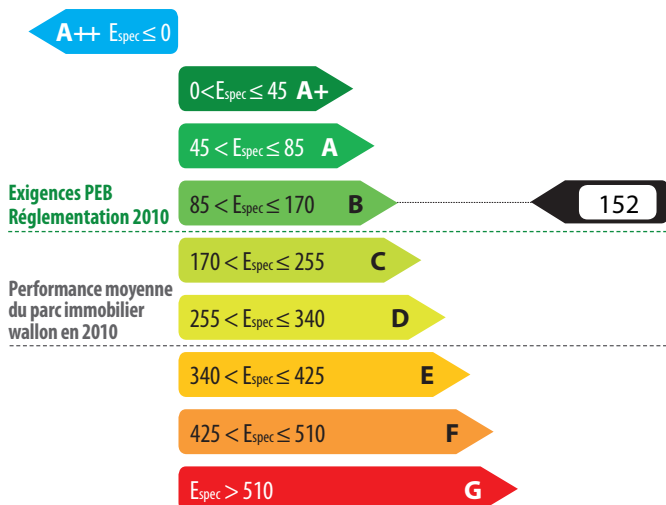 A++ Espec ≤ 0
0<Espec ≤ 45 A+
45 < Espec ≤ 85 A
Exigences PEB
Réglementation 2010
85 < Espec ≤ 170 B
152
170 < Espec ≤ 255 C
Performance moyenne
du parc immobilier
wallon en 2010
255 < Espec ≤ 340 D
340 < Espec ≤ 425 E
425 < Espec ≤ 510 F
Espec > 510 G